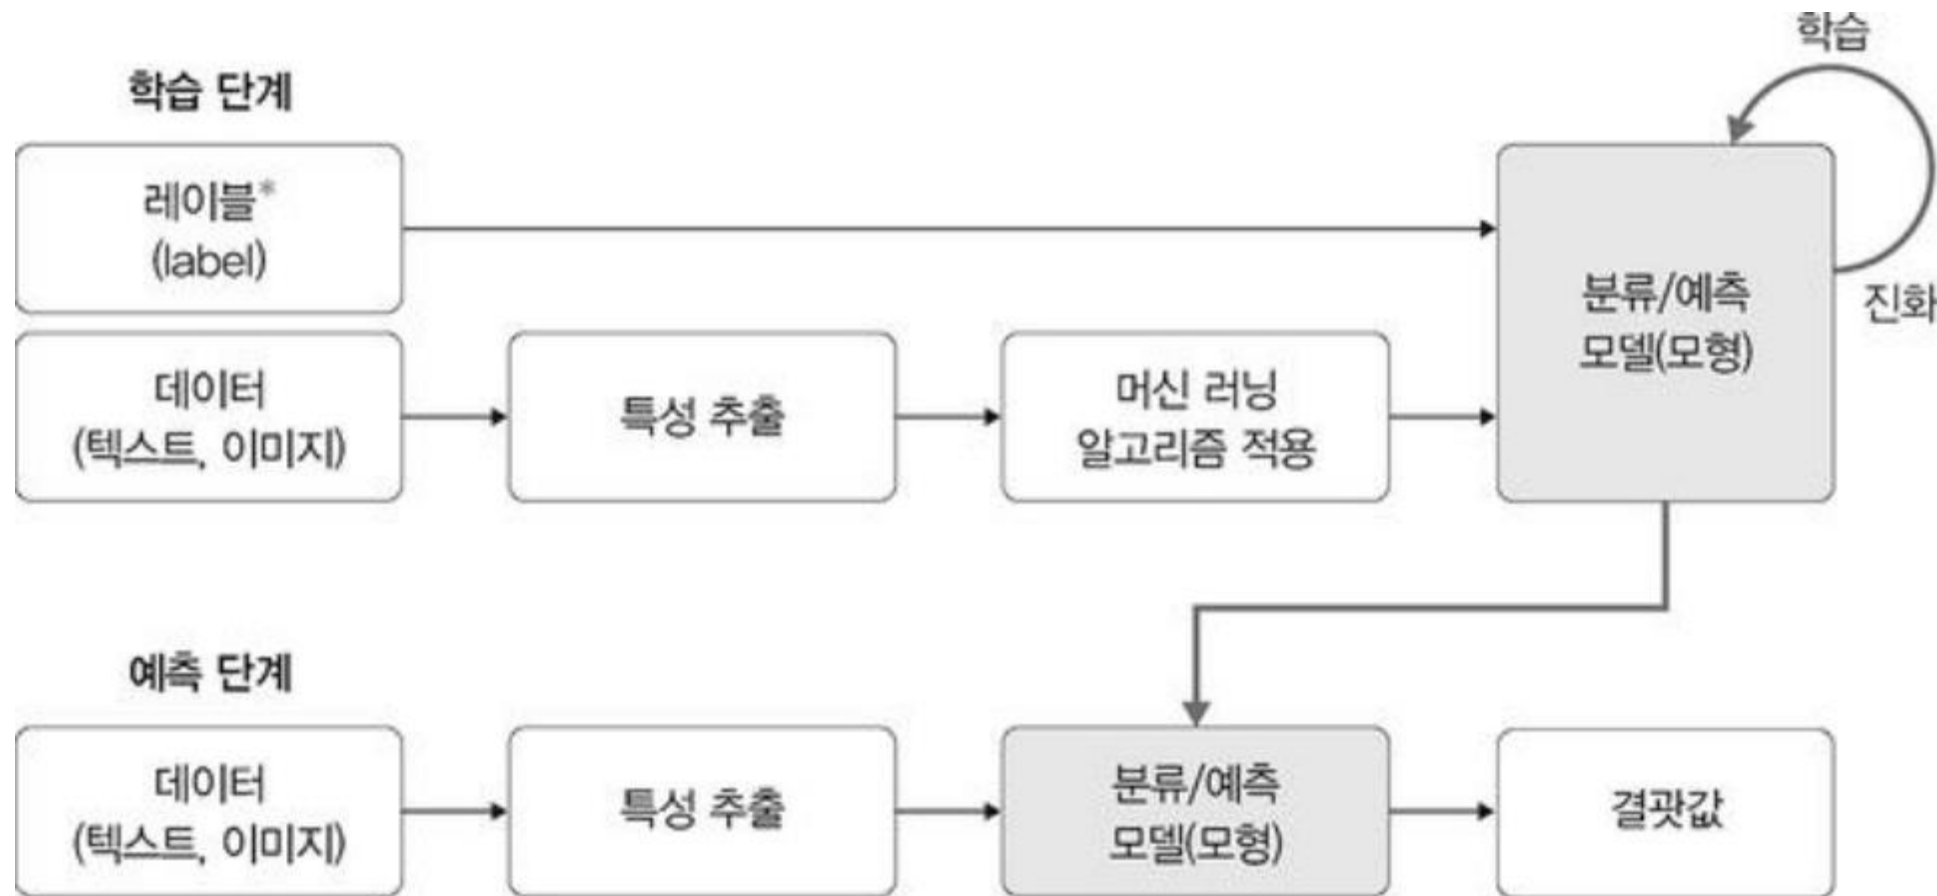 학습
학습 단계
레이블*
(label)
분류/예측
모델(모형)
진화
데이터
(텍스트, 이미지)
특성 추출
머신 러닝
알고리즘 적용
예측 단계
데이터
(텍스트, 이미지)
특성 추출
분류/예측
모델(모형)
결괏값